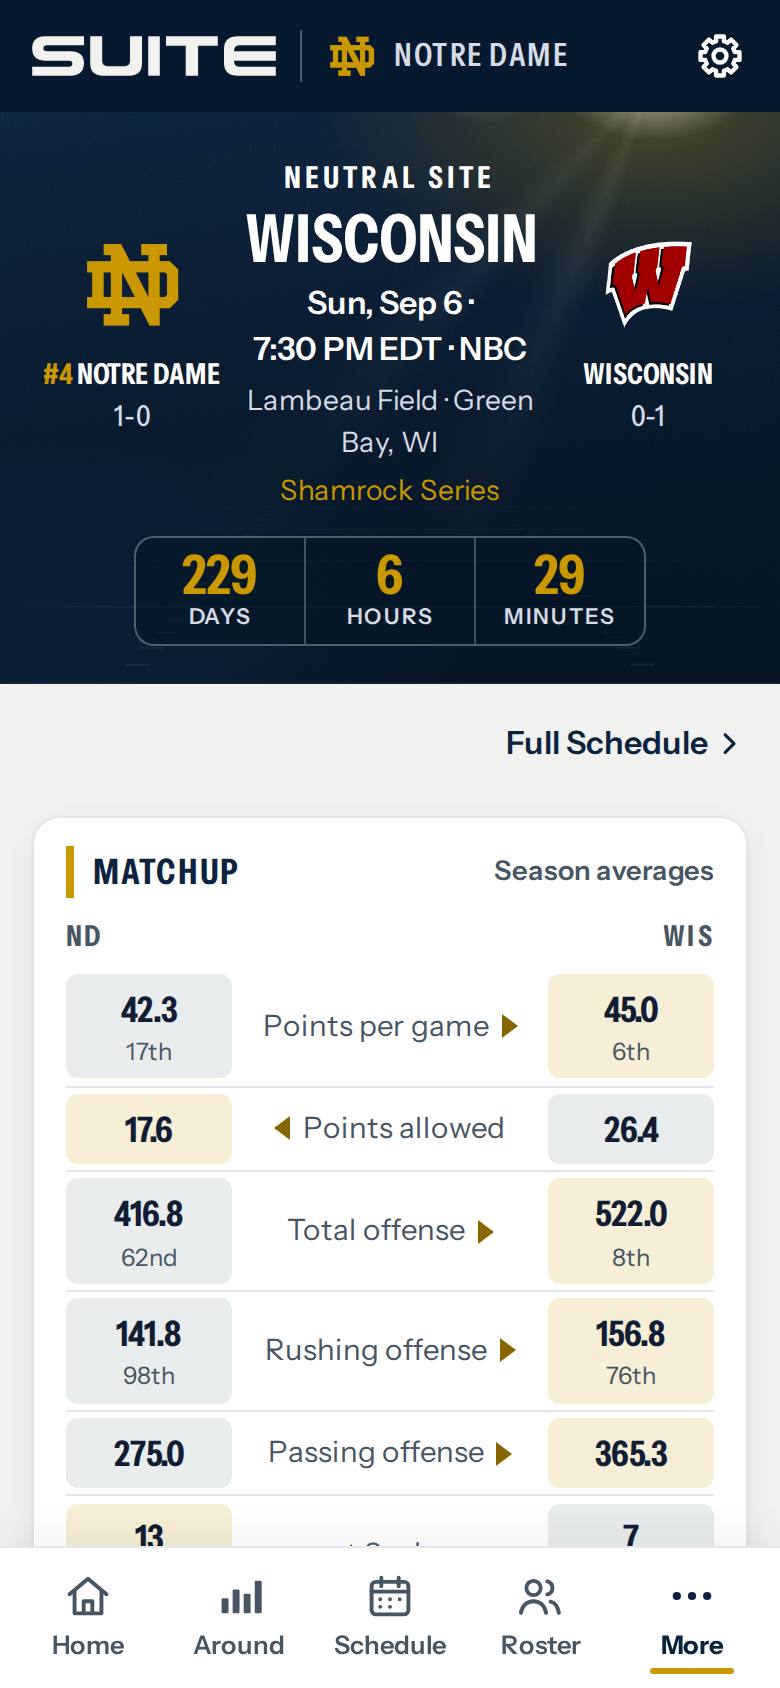 SUITE
NOTRE DAME
NEUTRAL SITE
WISCONSIN
Sun, Sep 6 ·
7:30 PM EDT · NBC
Lambeau Field · Green
Bay, WI
Shamrock Series
#4 NOTRE DAME
1-0
WISCONSIN
0-1
229
DAYS
6
HOURS
29
MINUTES
Full Schedule
MATCHUP
Season averages
ND
WIS
42.3
17th
Points per game
45.0
6th
17.6
Points allowed
26.4
416.8
62nd
Total offense
522.0
8th
141.8
98th
Rushing offense
156.8
76th
275.0
Passing offense
365.3
13
7
Home
Around
Schedule
Roster
More